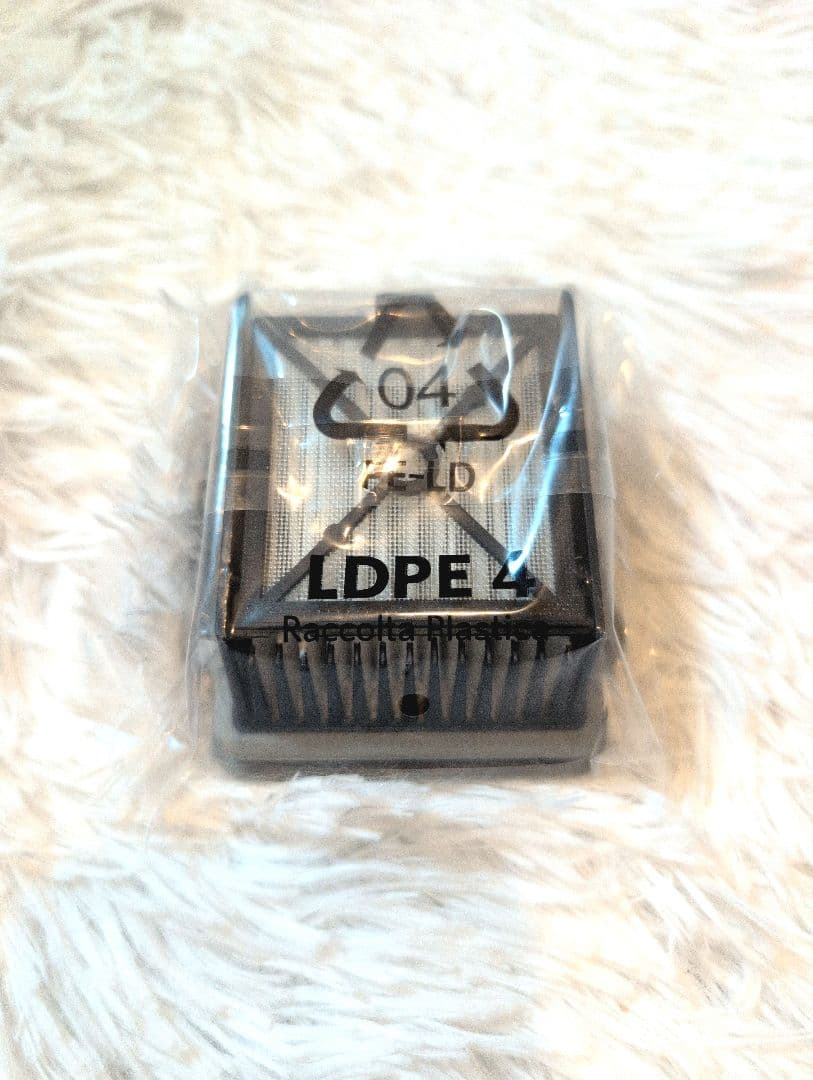 04
PE-LD
LDPE 4
Raccolta Plastica